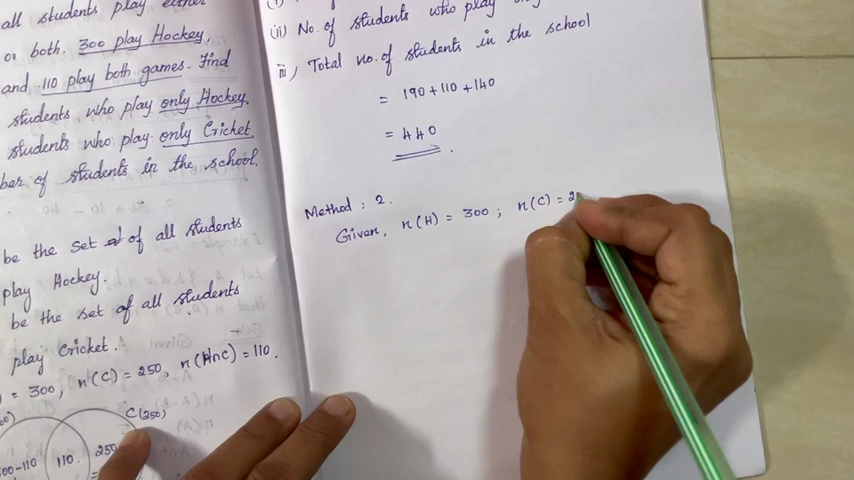 all students play either
or both. 300 play Hockey,
and 110 play both games. Find
students who play only Hockey.
students who play only Cricket.
ber of students in the school.
be the set of all students
play Hockey.
be the set of all students
play Cricket.
= 300, n(C) = 250, n(H∩C) = 110.
C(250)
00-110 110 250
(ii) No. of students who play
iii, Total no. of students in the school
= 190 + 110 + 140
= 440.
Method : 2.
Given, n(H) = 300 ; n(C) = 2